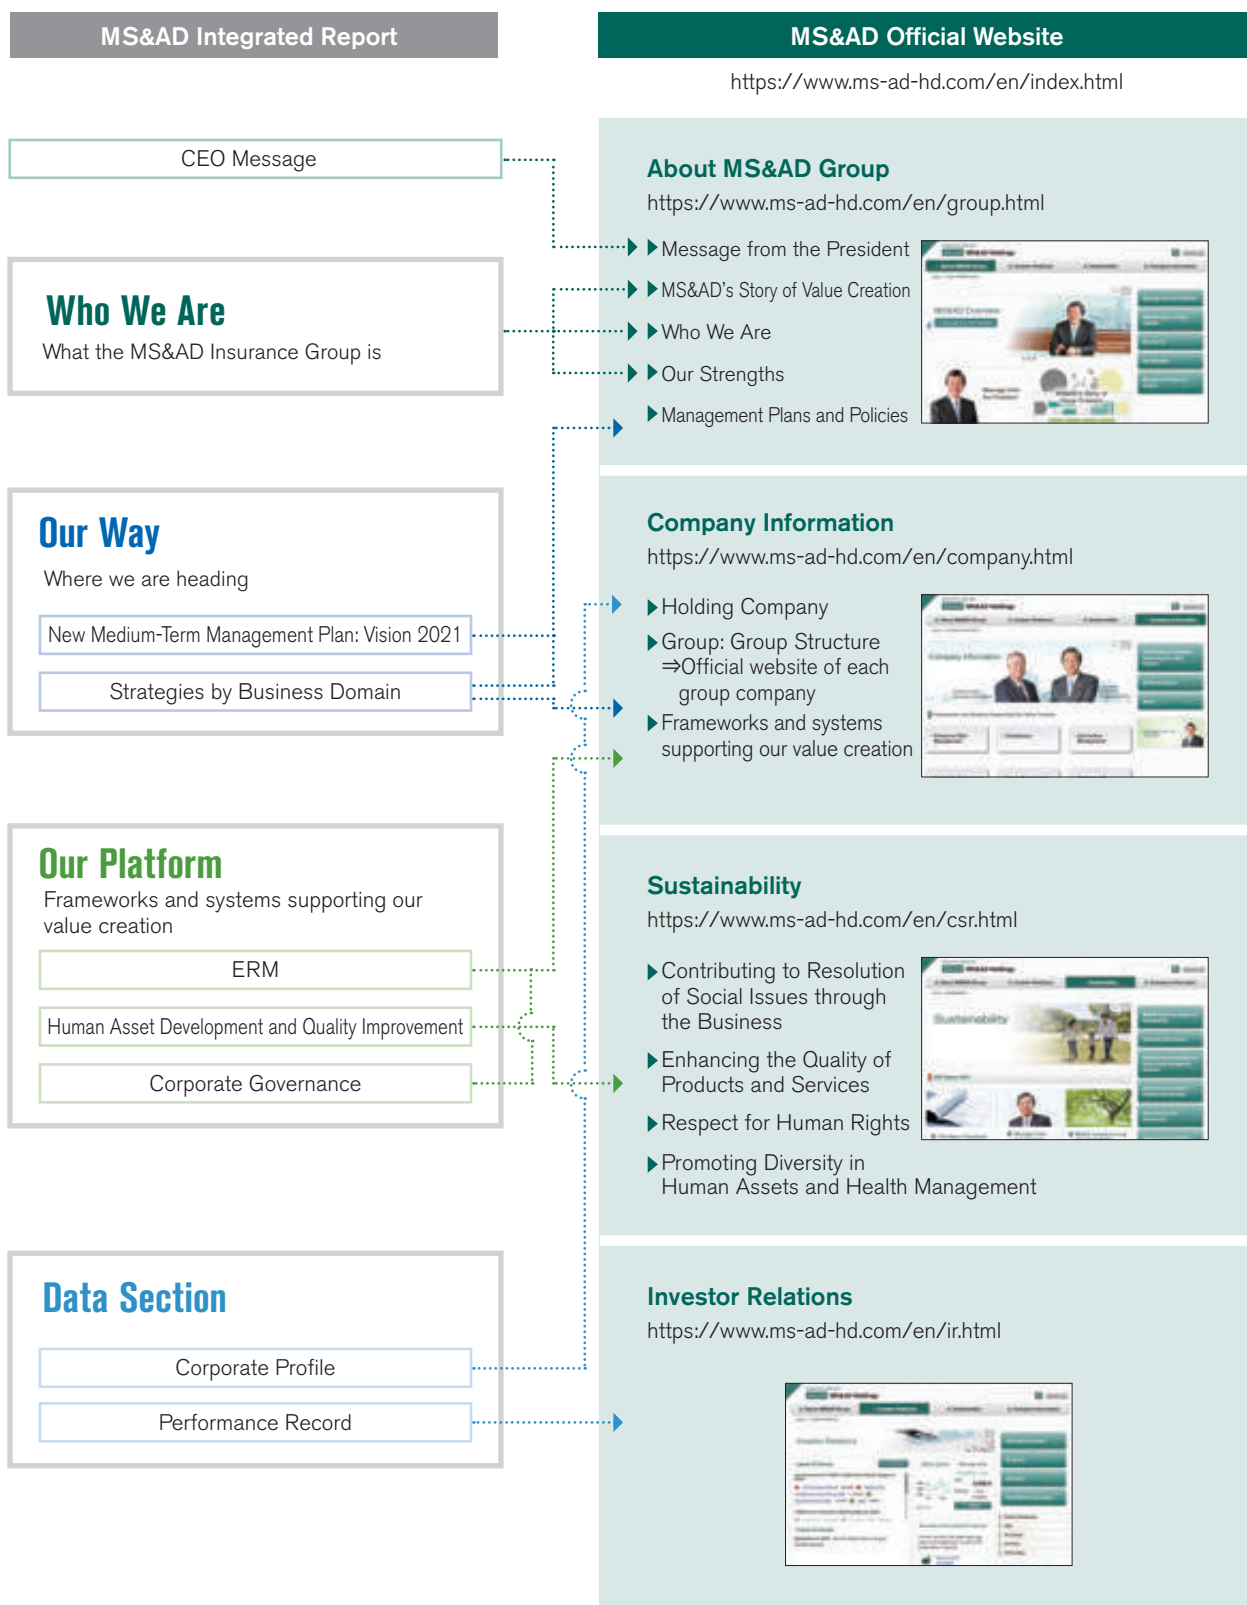 MS&AD Integrated Report
MS&AD Official Website
https://www.ms-ad-hd.com/en/index.html
CEO Message
Who We Are
What the MS&AD Insurance Group is
Our Way
Where we are heading
New Medium-Term Management Plan: Vision 2021
Strategies by Business Domain
Our Platform
Frameworks and systems supporting our
value creation
ERM
Human Asset Development and Quality Improvement
Corporate Governance
Data Section
Corporate Profile
Performance Record
About MS&AD Group
https://www.ms-ad-hd.com/en/group.html
Message from the President
MS&AD's Story of Value Creation
Who We Are
Our Strengths
Management Plans and Policies
Company Information
https://www.ms-ad-hd.com/en/company.html
Holding Company
Group: Group Structure
⇒Official website of each
group company
Frameworks and systems
supporting our value creation
Sustainability
https://www.ms-ad-hd.com/en/csr.html
Contributing to Resolution
of Social Issues through
the Business
Enhancing the Quality of
Products and Services
Respect for Human Rights
Promoting Diversity in
Human Assets and Health Management
Sustainability
Investor Relations
https://www.ms-ad-hd.com/en/ir.html